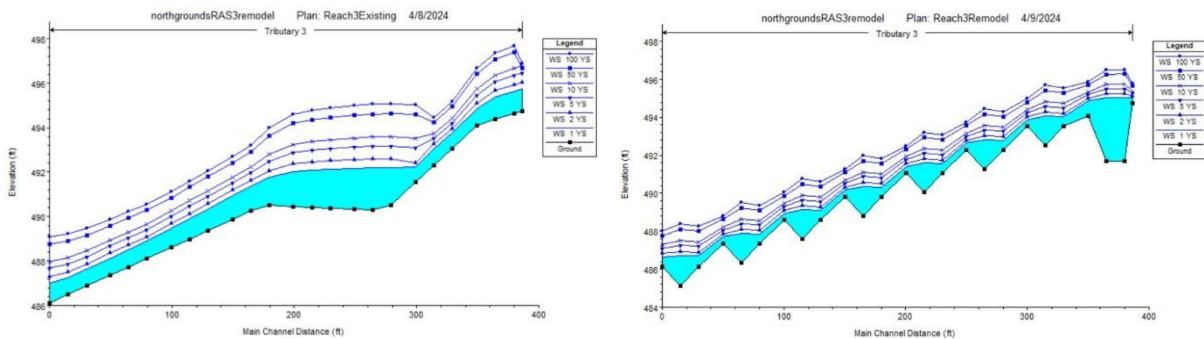 northgroundsRAS3remodel Plan: Reach3Existing 4/8/2024
Tributary 3
Legend
WS 100 YS
WS 50 YS
WS 10 YS
WS 5 YS
WS 2 YS
WS 1 YS
Ground
Elevation (ft)
498
496
494
492
490
488
486
0
100
200
300
400
Main Channel Distance (ft)
northgroundsRAS3remodel Plan: Reach3Remodel 4/9/2024
Tributary 3
Legend
WS 100 YS
WS 50 YS
WS 10 YS
WS 5 YS
WS 2 YS
WS 1 YS
Ground
Elevation (ft)
498
496
494
492
490
488
486
484
0
100
200
300
400
Main Channel Distance (ft)